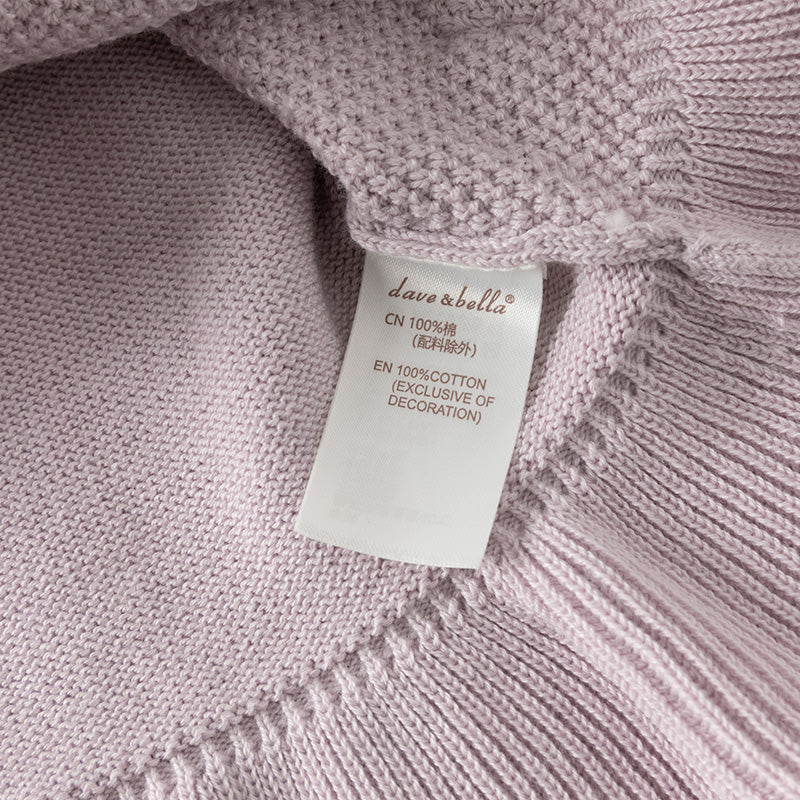 dave & bella®
CN 100%棉
(配料除外)
EN 100%COTTON
(EXCLUSIVE OF
DECORATION)